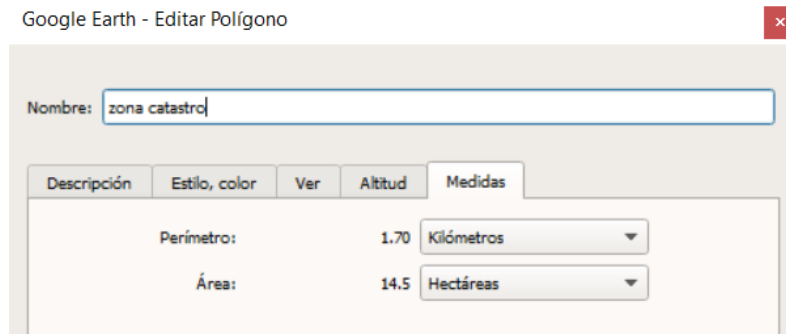 Google Earth - Editar Polígono
Nombre: zona catastro
Descripción Estilo, color Ver Altitud Medidas
Perímetro: 1.70 Kilómetros
Área: 14.5 Hectáreas